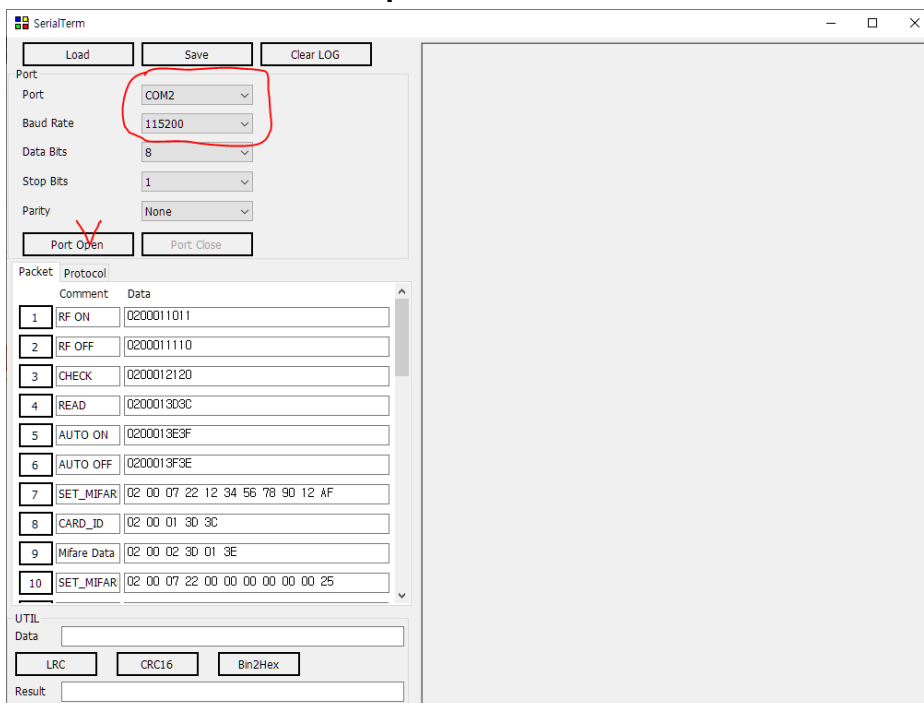 SerialTerm
Load Save Clear LOG
Port
Port COM2
Baud Rate 115200
Data Bits 8
Stop Bits 1
Parity None
Port Open Port Close
Packet Protocol
Comment Data
1 RF ON 0200011011
2 RF OFF 0200011110
3 CHECK 0200012120
4 READ 0200013D3C
5 AUTO ON 0200013E3F
6 AUTO OFF 0200013F3E
7 SET_MIFAR 02 00 07 22 12 34 56 78 90 12 AF
8 CARD_ID 02 00 01 3D 3C
9 Mifare Data 02 00 02 3D 01 3E
10 SET_MIFAR 02 00 07 22 00 00 00 00 00 00 25
UTIL
Data
LRC CRC16 Bin2Hex
Result